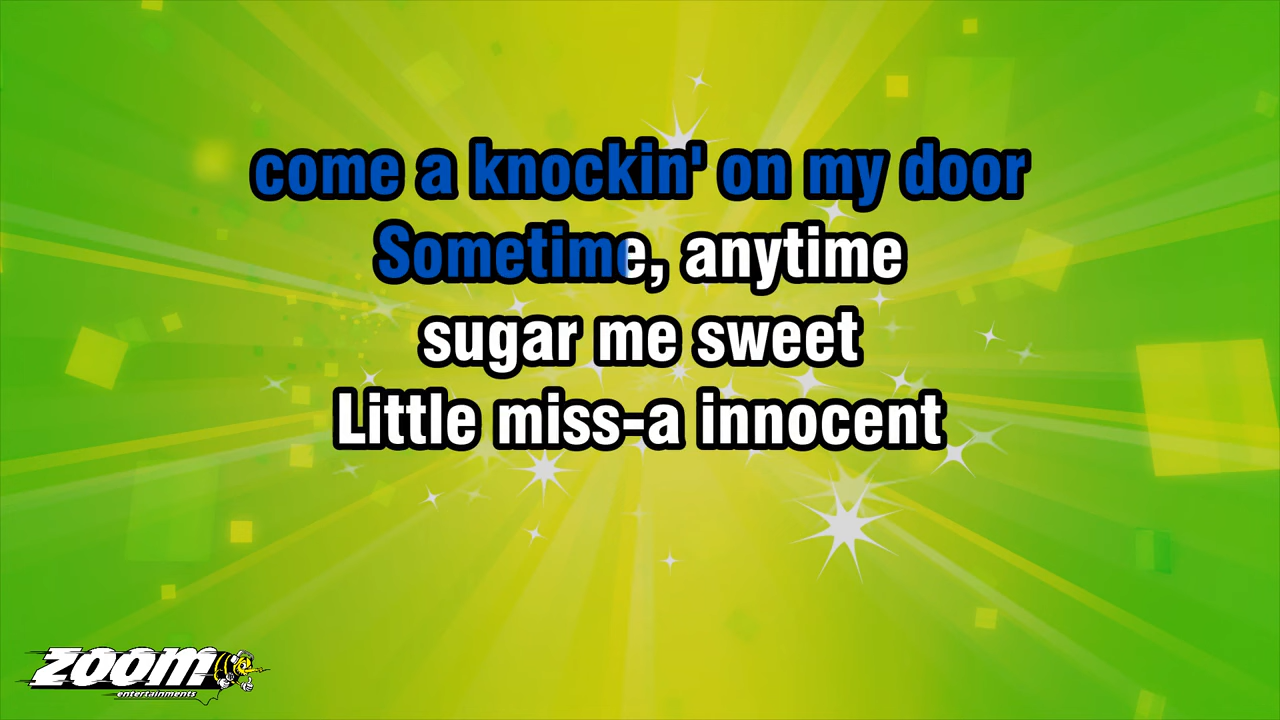 come a knockin' on my door
Sometime, anytime
sugar me sweet
Little miss-a innocent
ZOOM
entertainments